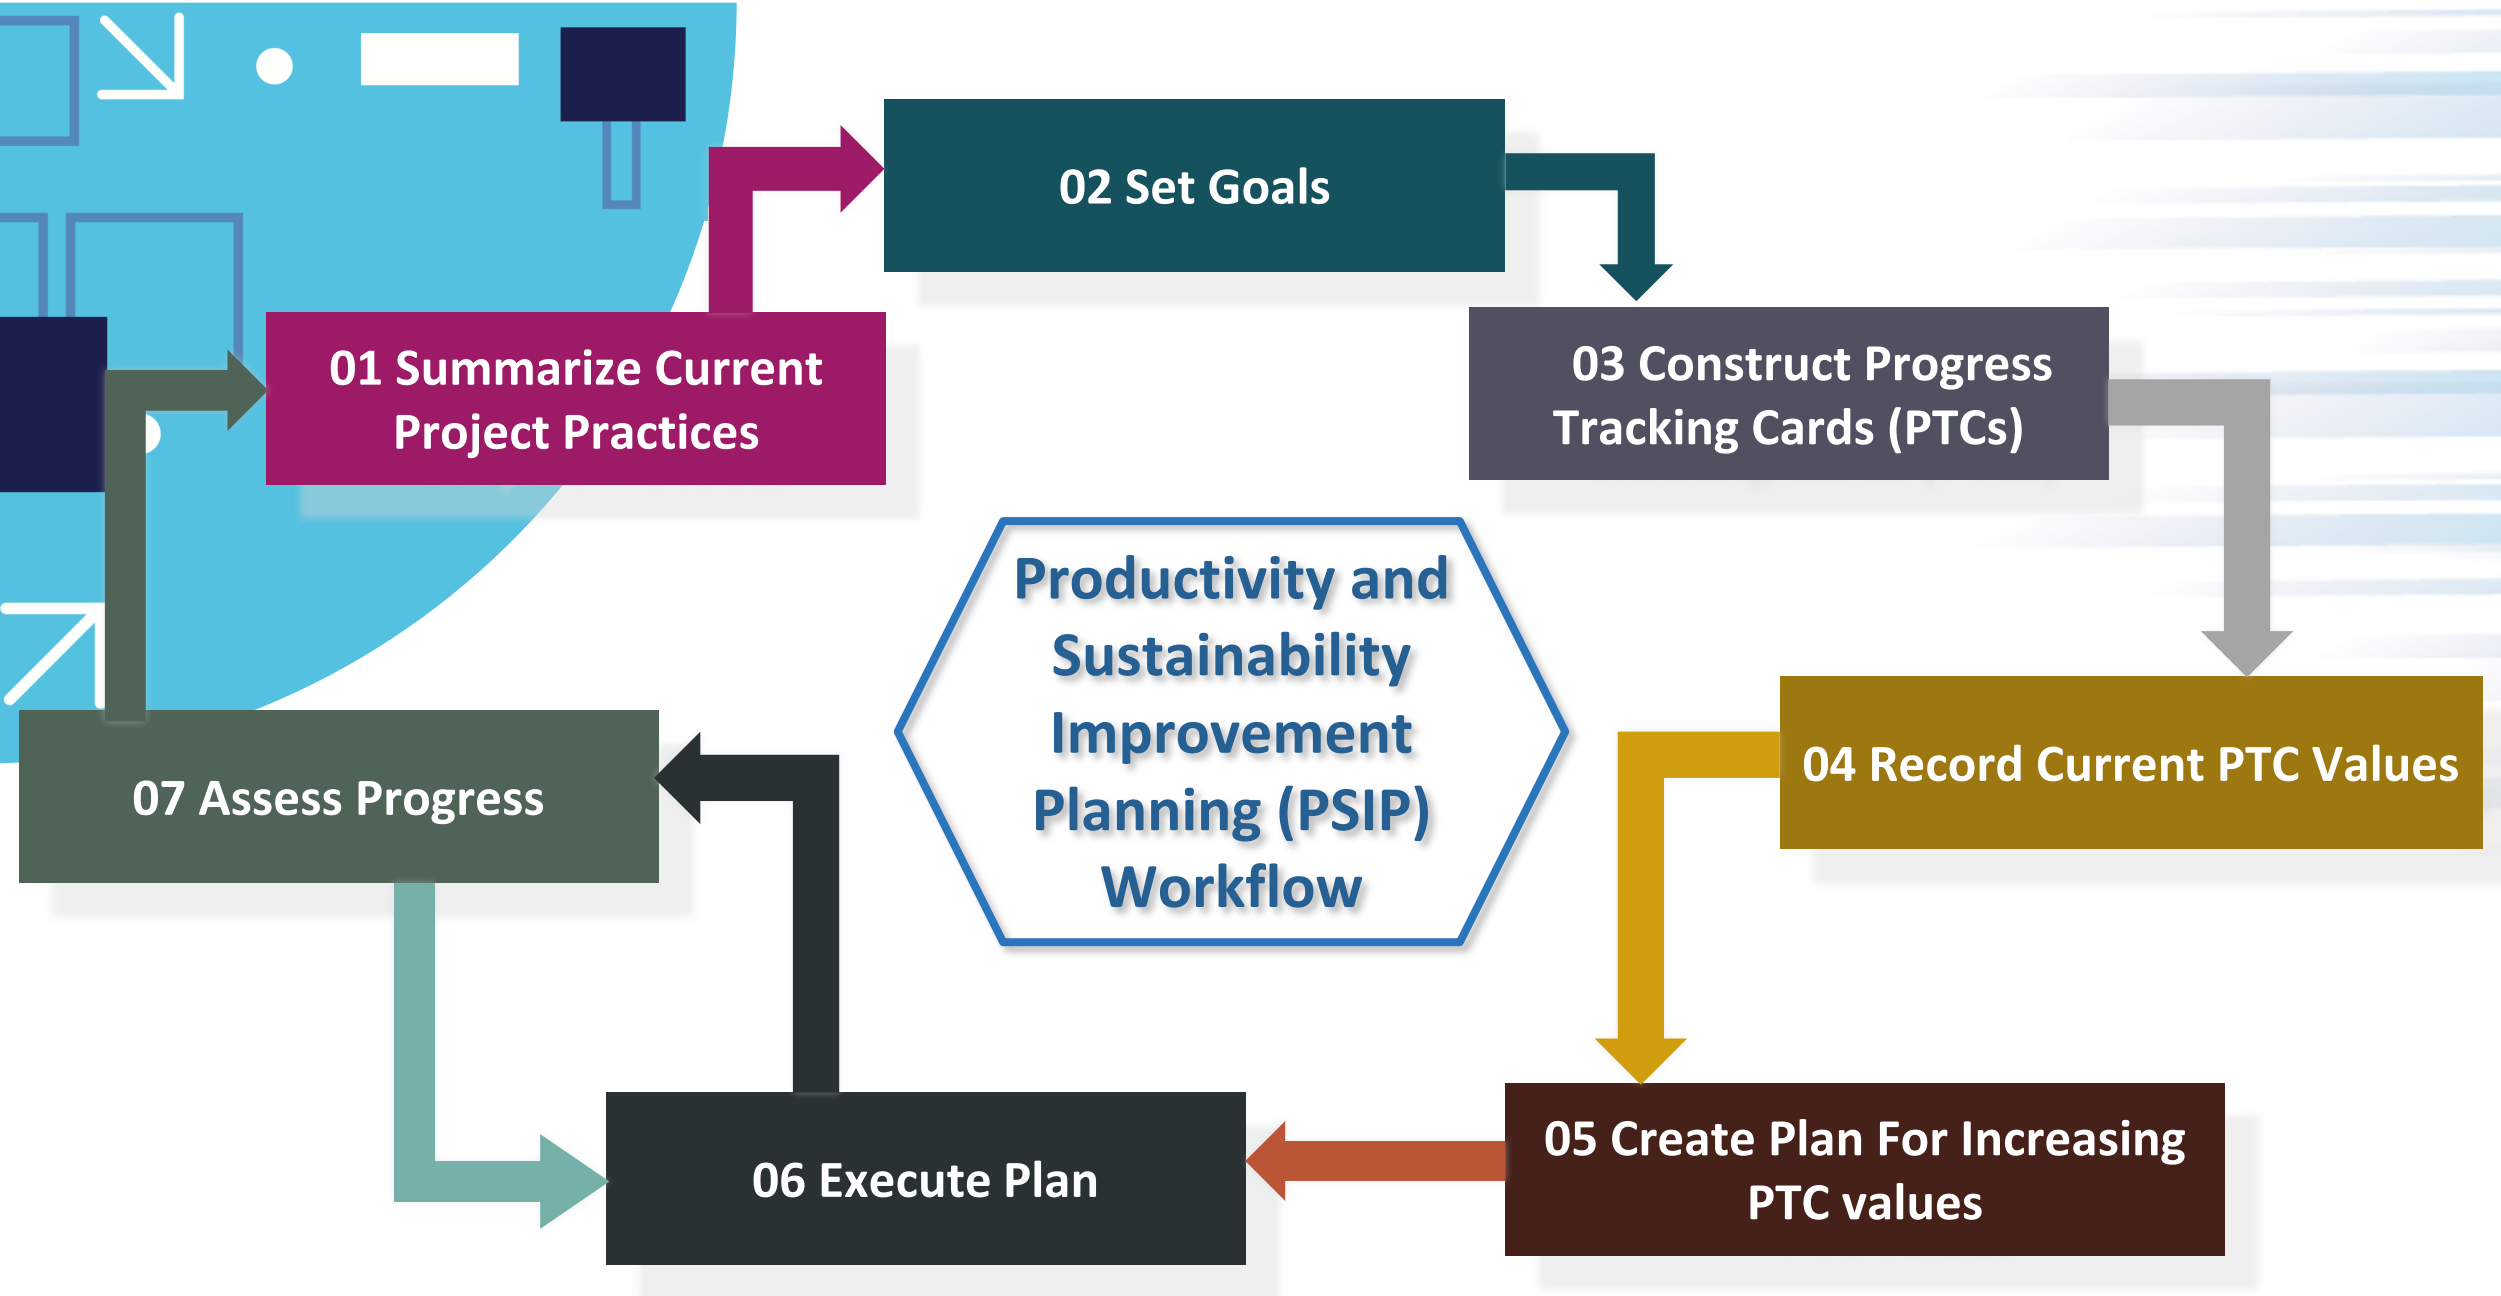 02 Set Goals
01 Summarize Current
Project Practices
03 Construct Progress
Tracking Cards (PTCs)
Productivity and
Sustainability
Improvement
Planning (PSIP)
Workflow
04 Record Current PTC Values
07 Assess Progress
05 Create Plan For Increasing
PTC values
06 Execute Plan